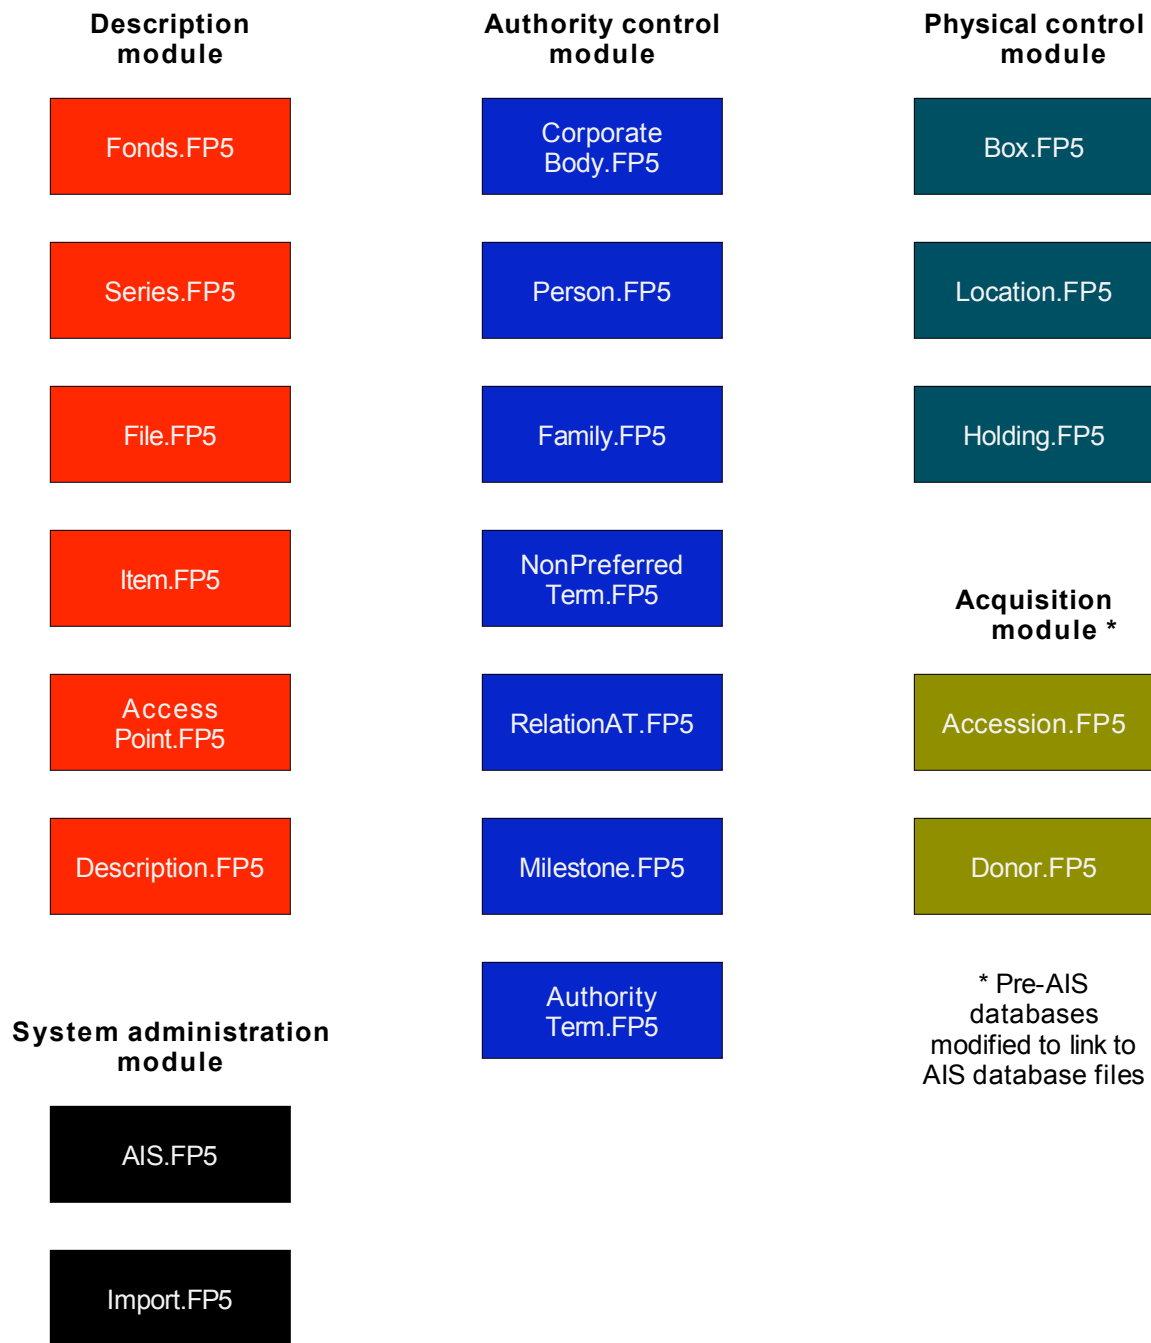 Description
module
Fonds.FP5
Series.FP5
File.FP5
Item.FP5
Access
Point.FP5
Description.FP5
System administration
module
AIS.FP5
Import.FP5
Authority control
module
Corporate
Body.FP5
Person.FP5
Family.FP5
NonPreferred
Term.FP5
RelationAT.FP5
Milestone.FP5
Authority
Term.FP5
Physical control
module
Box.FP5
Location.FP5
Holding.FP5
Acquisition
module *
Accession.FP5
Donor.FP5
* Pre-AIS
databases
modified to link to
AIS database files